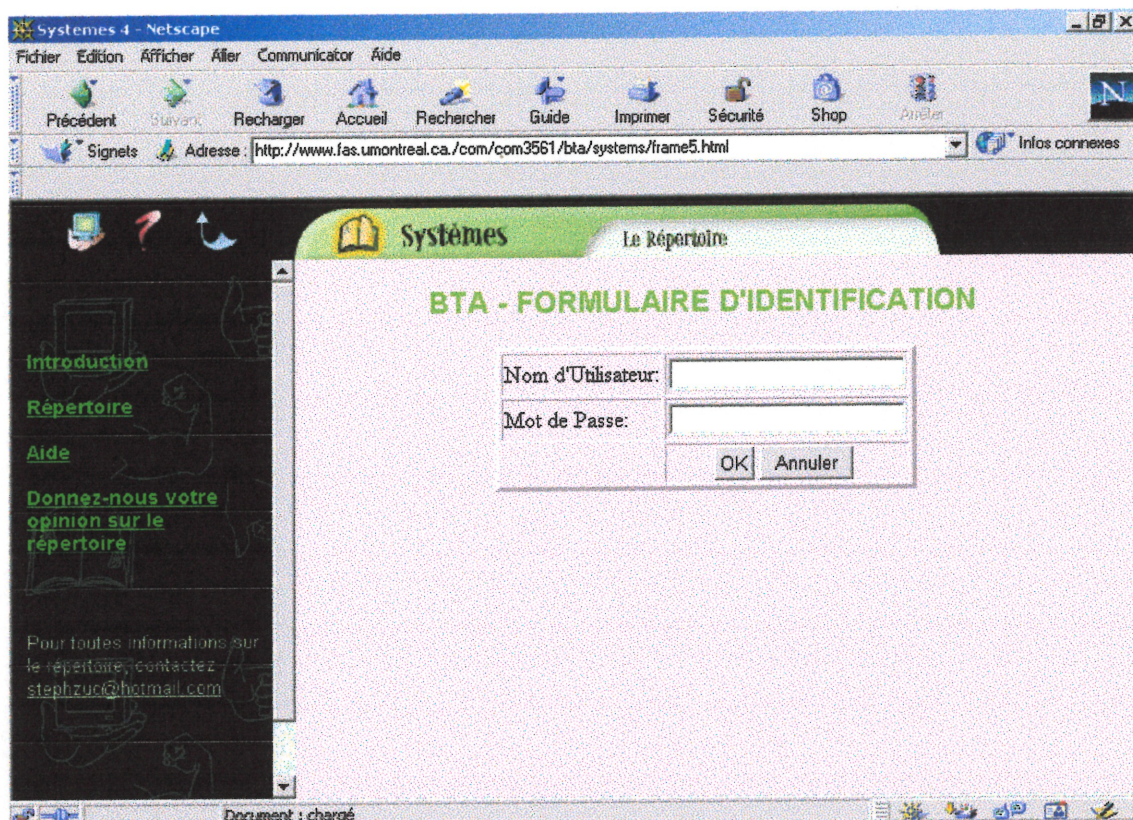 Systemes 4 - Netscape
Fichier Edition Afficher Aller Communicator Aide
Précédent Suivant Recharger Accueil Rechercher Guide Imprimer Sécurité Shop Arrêter
Signets Adresse : http://www.fas.umontreal.ca./com/com3561/bta/systems/frame5.html Infos connexes
Systèmes Le Répertoire
BTA - FORMULAIRE D'IDENTIFICATION
Nom d'Utilisateur:
Mot de Passe:
OK Annuler
Introduction
Répertoire
Aide
Donnez-nous votre
opinion sur le
répertoire
Pour toutes informations sur
le répertoire, contactez
stephzuc@hotmail.com
Document : chargé